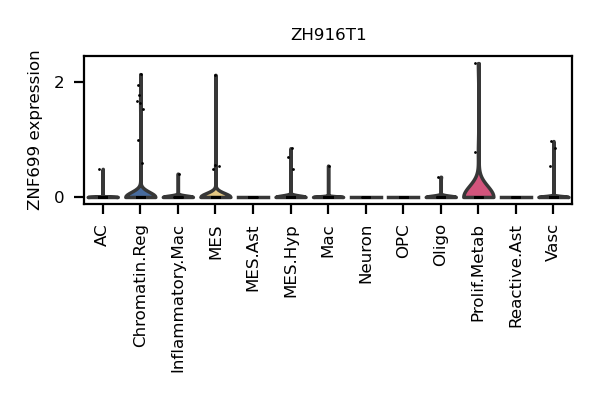 ZH916T1
ZNF699 expression
2
0
AC
Chromatin.Reg
Inflammatory.Mac
MES
MES.Ast
MES.Hyp
Mac
Neuron
OPC
Oligo
Prolif.Metab
Reactive.Ast
Vasc